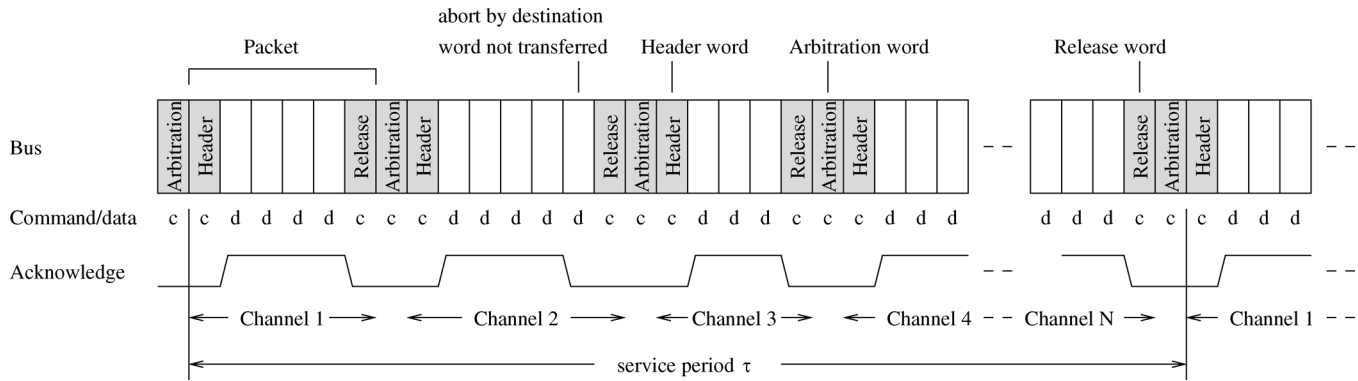 abort by destination
Packet word not transferred Header word Arbitration word Release word
Bus Arbitration Header Release Arbitration Header Release Arbitration Header Release Arbitration Header Release Arbitration Header
Command/data c c d d d d c c c d d d d d c c c d d d c c c d d d d d d c c c d d d
Acknowledge
Channel 1 Channel 2 Channel 3 Channel 4 Channel N Channel 1
service period τ